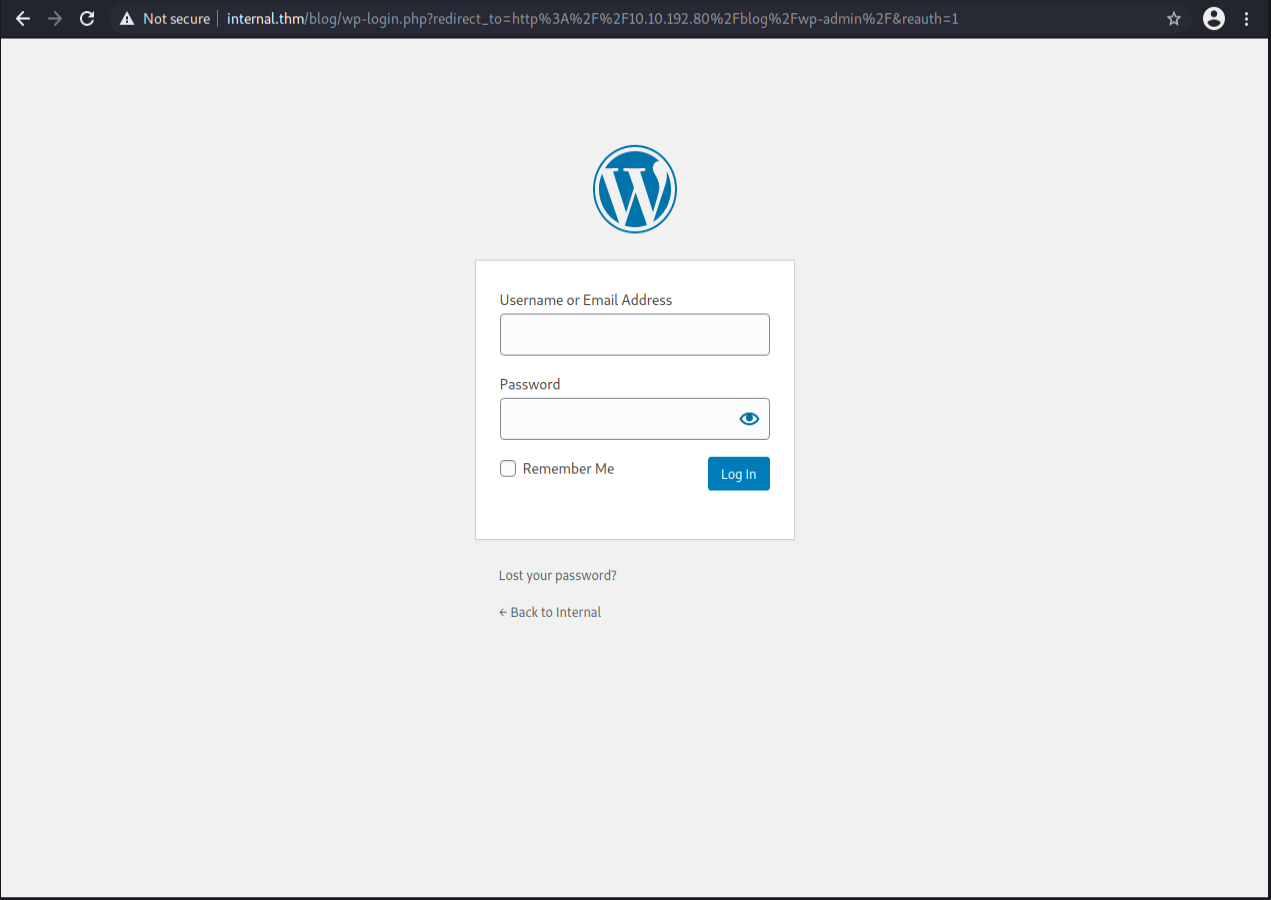 Not secure internal.thm/blog/wp-login.php?redirect_to=http%3A%2F%2F10.10.192.80%2Fblog%2Fwp-admin%2F&reauth=1
Username or Email Address
Password
Remember Me Log In
Lost your password?
← Back to Internal